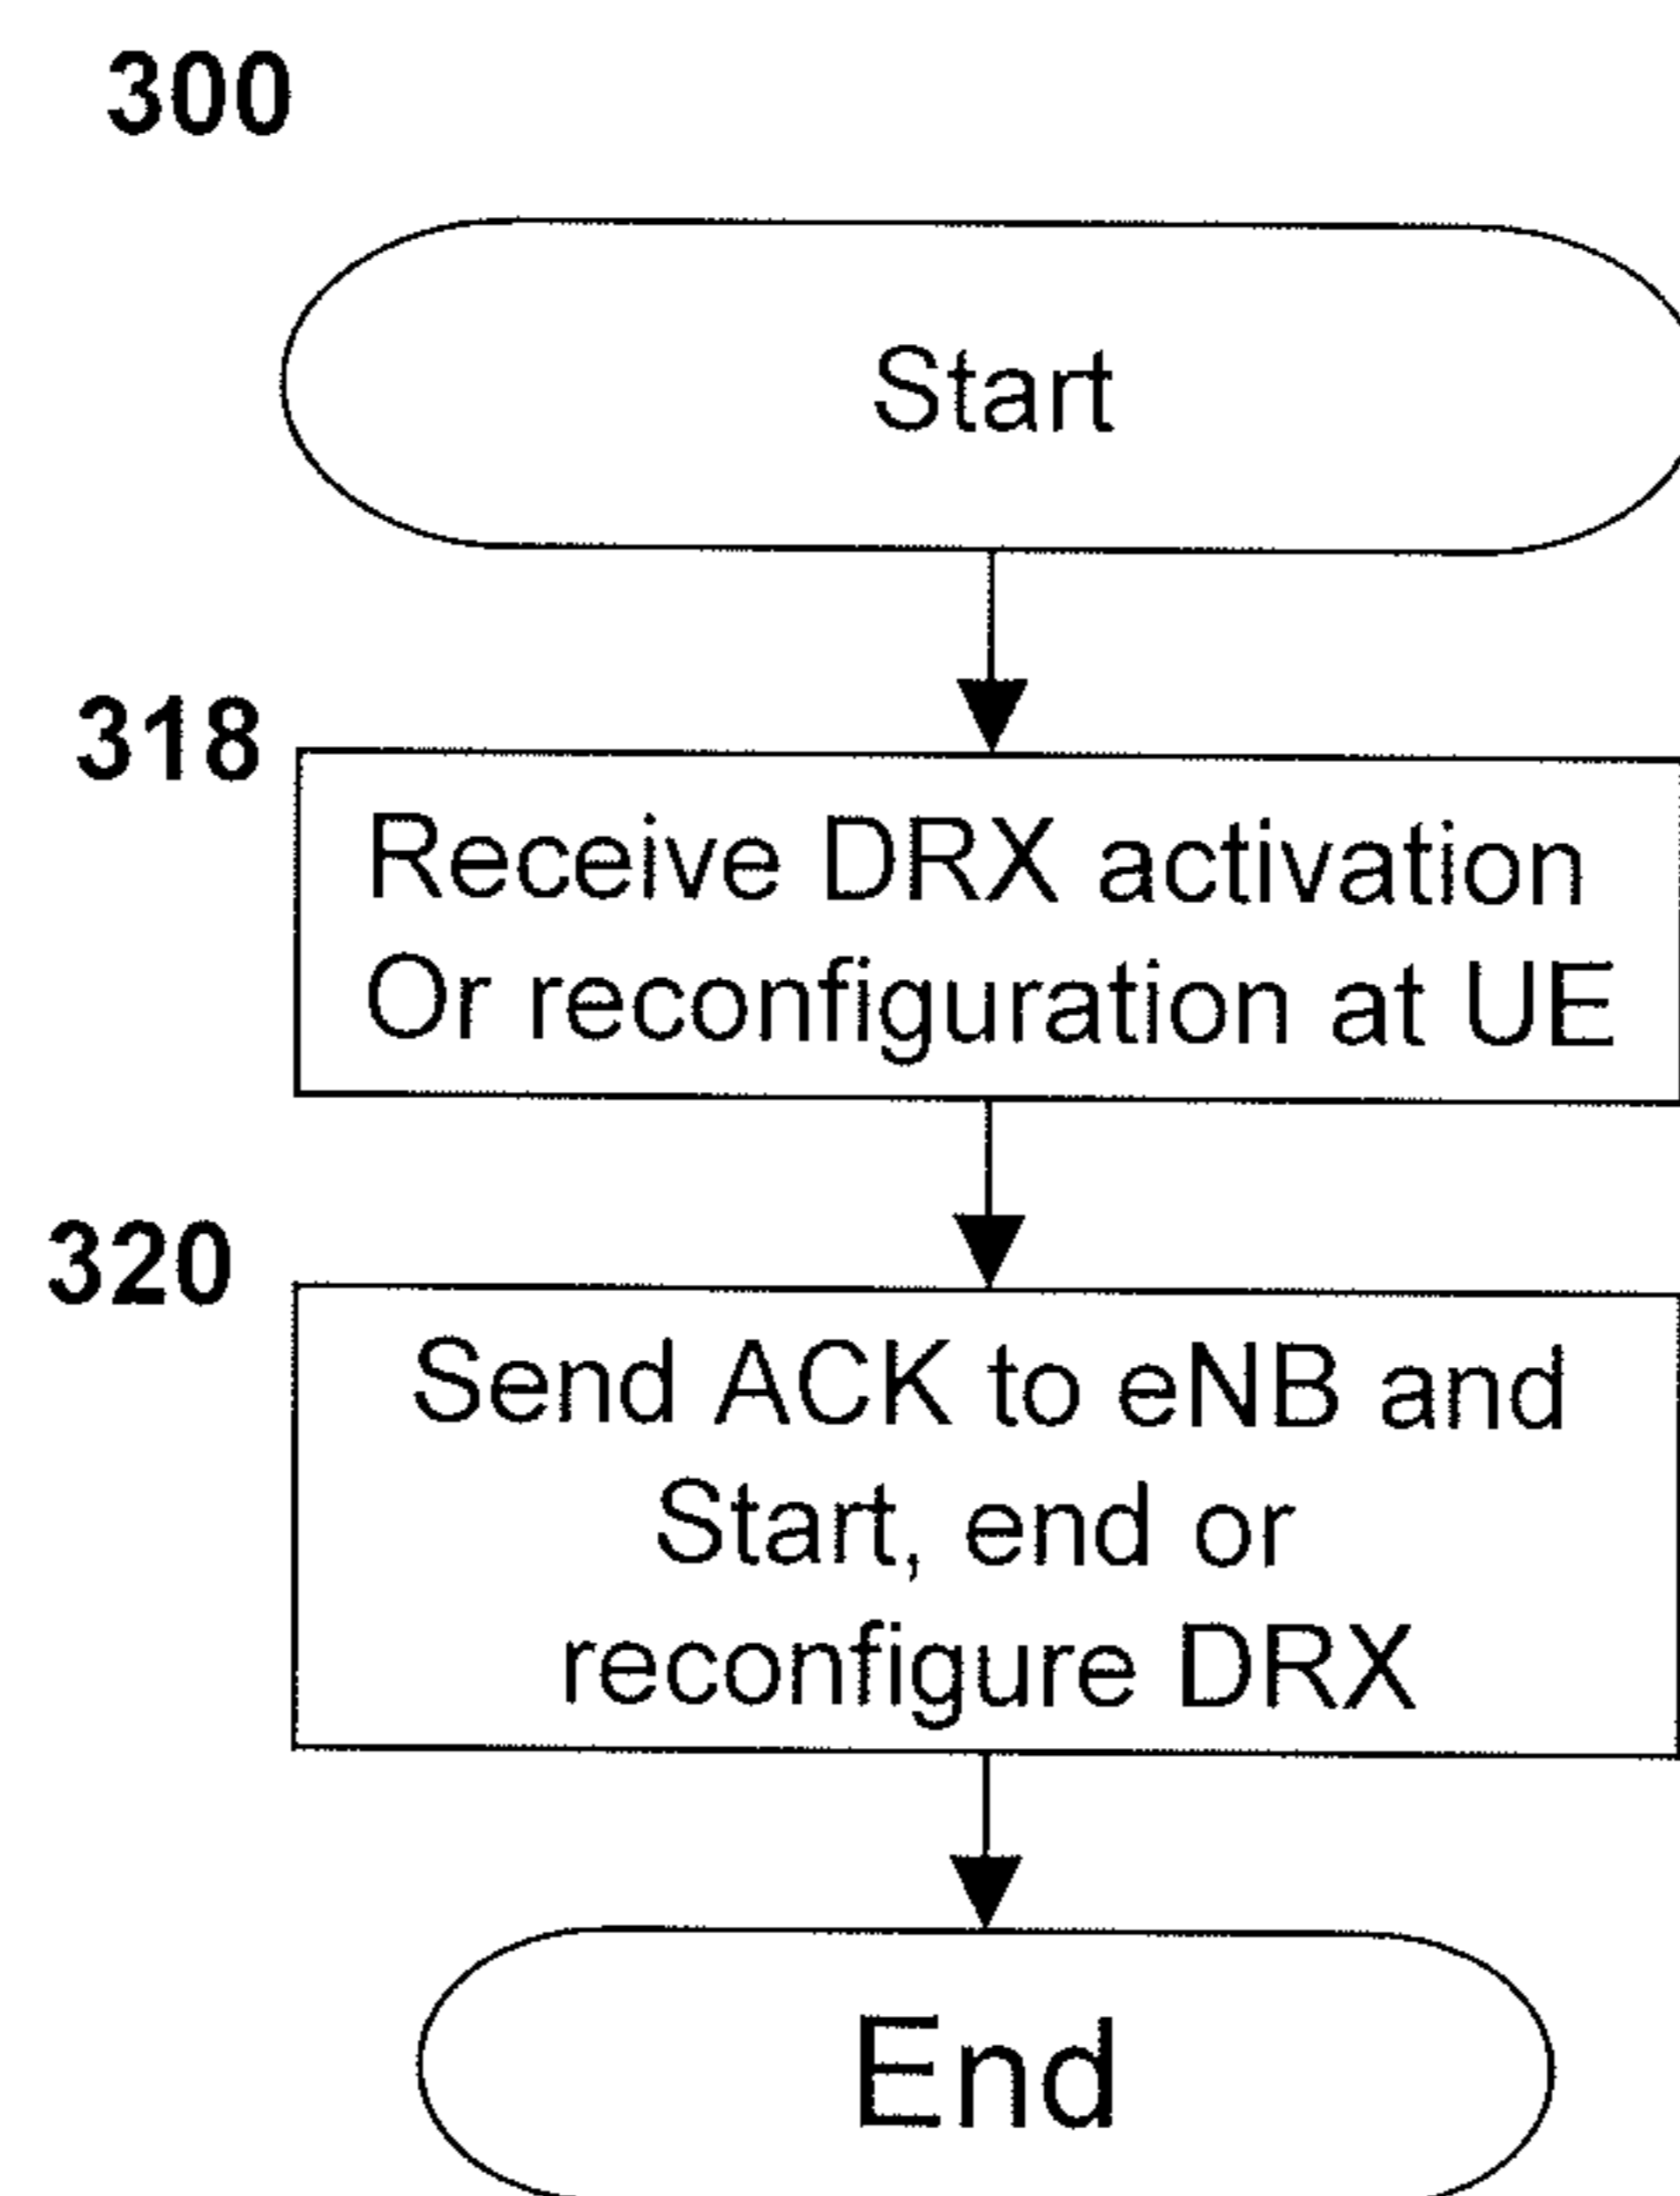 300
Start
318
Receive DRX activation
Or reconfiguration at UE
320
Send ACK to eNB and
Start, end or
reconfigure DRX
End